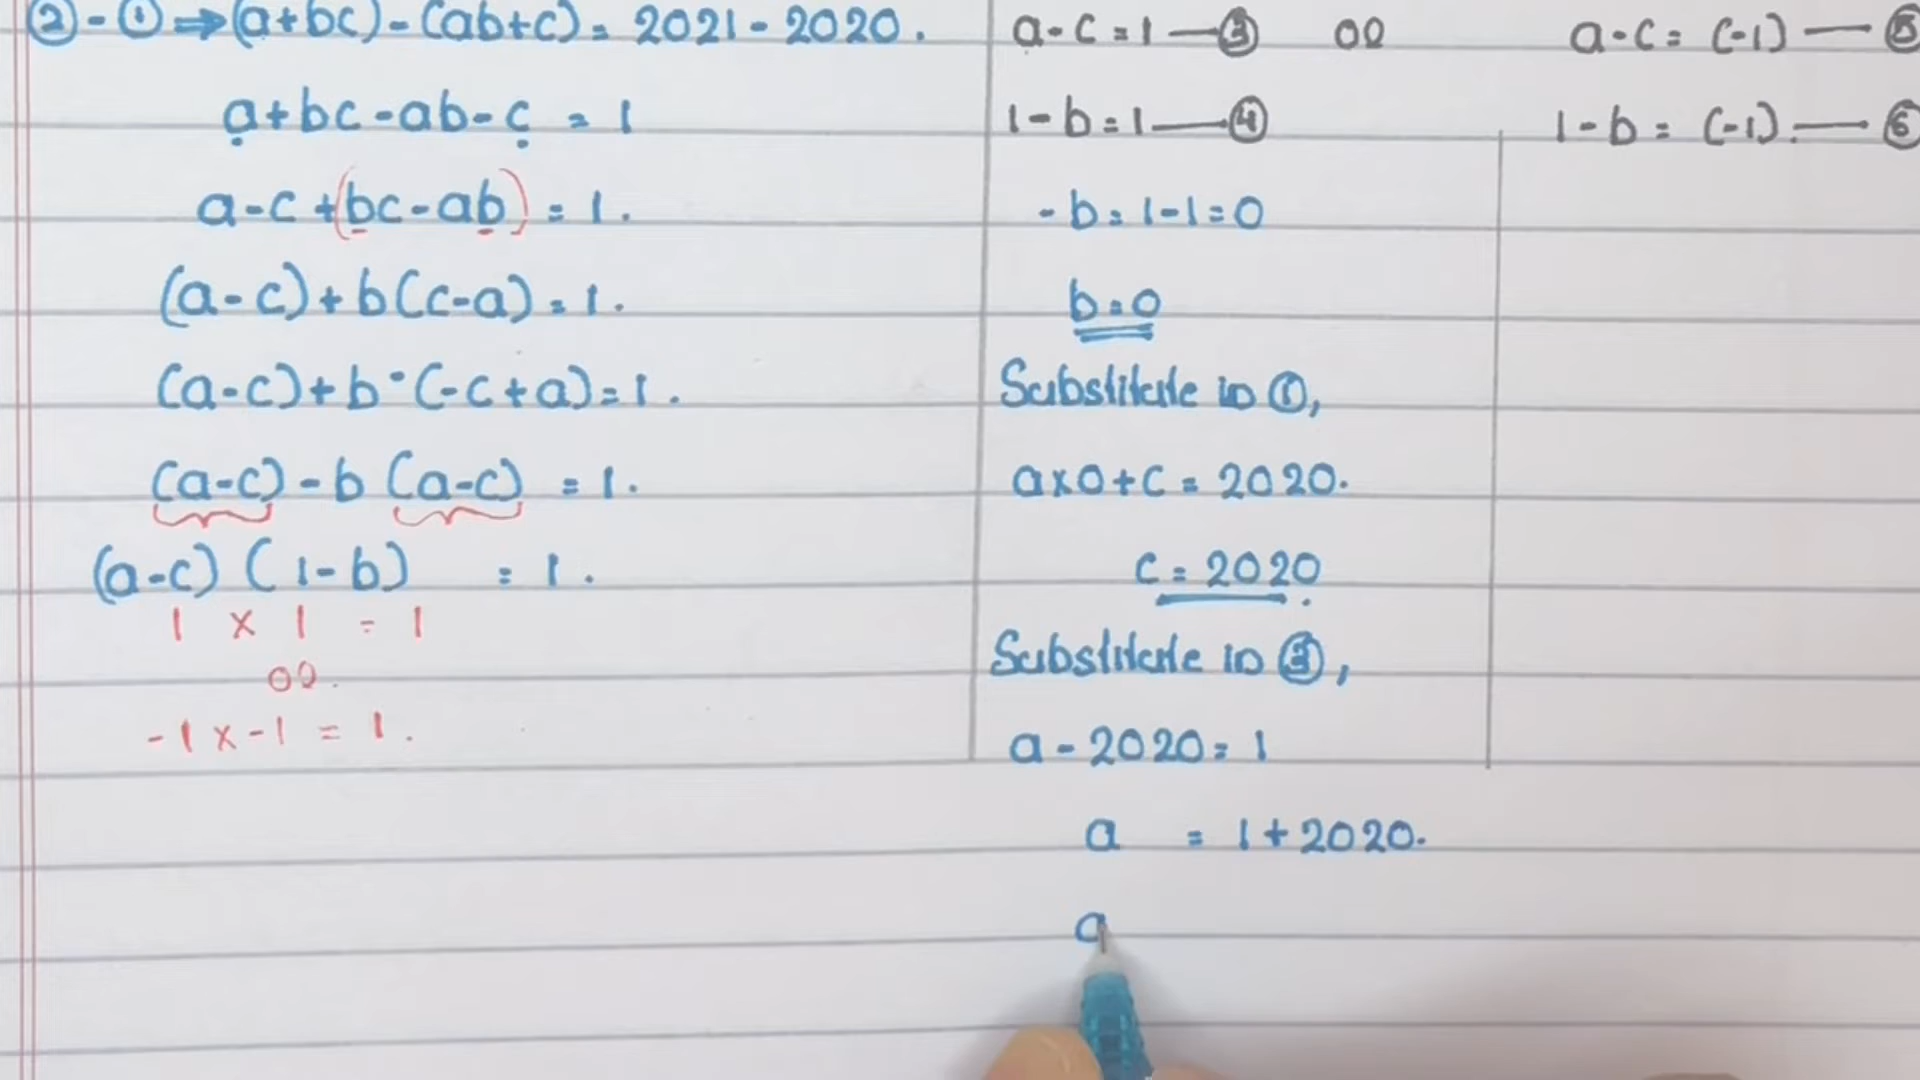 ② - ① ⇒ (a+bc) - (ab+c) = 2021 - 2020.
a+bc-ab-c = 1
a-c+(bc-ab) = 1.
(a-c)+b(c-a) = 1.
(a-c)+b·(-c+a) = 1.
(a-c)-b(a-c) = 1.
(a-c)(1-b) = 1.
1 x 1 = 1
or.
-1 x -1 = 1.
a-c = 1 — ③ or a-c = (-1) — ⑤
1-b = 1 — ④ 1-b = (-1). — ⑥
-b = 1-1 = 0
b = 0
Substitute in ①,
a x 0 + c = 2020.
c = 2020.
Substitute in ③,
a - 2020 = 1
a = 1 + 2020.
a